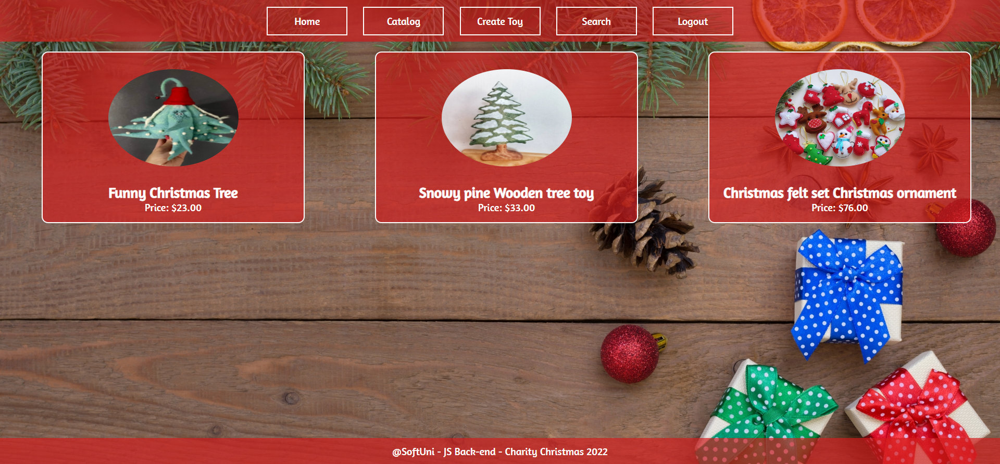 Home
Catalog
Create Toy
Search
Logout
Funny Christmas Tree
Price: $23.00
Snowy pine Wooden tree toy
Price: $33.00
Christmas felt set Christmas ornament
Price: $76.00
@SoftUni - JS Back-end - Charity Christmas 2022